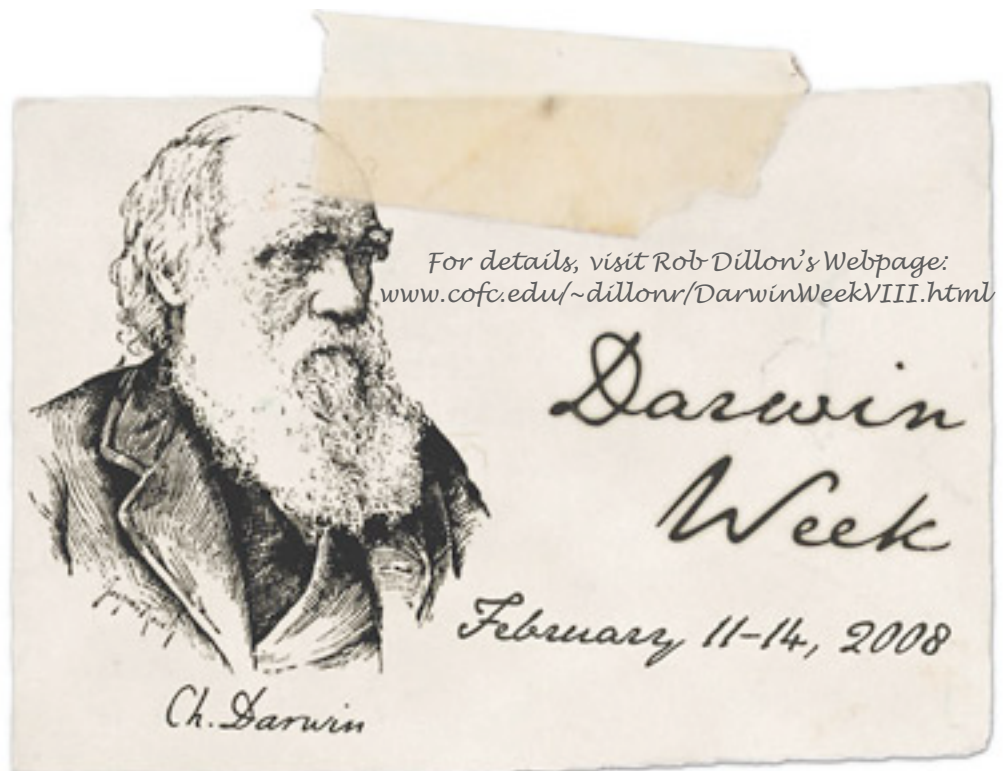 For details, visit Rob Dillon's Webpage:
www.cofc.edu/~dillonr/DarwinWeekVIII.html
Darwin
Week
February 11-14, 2008
Ch. Darwin